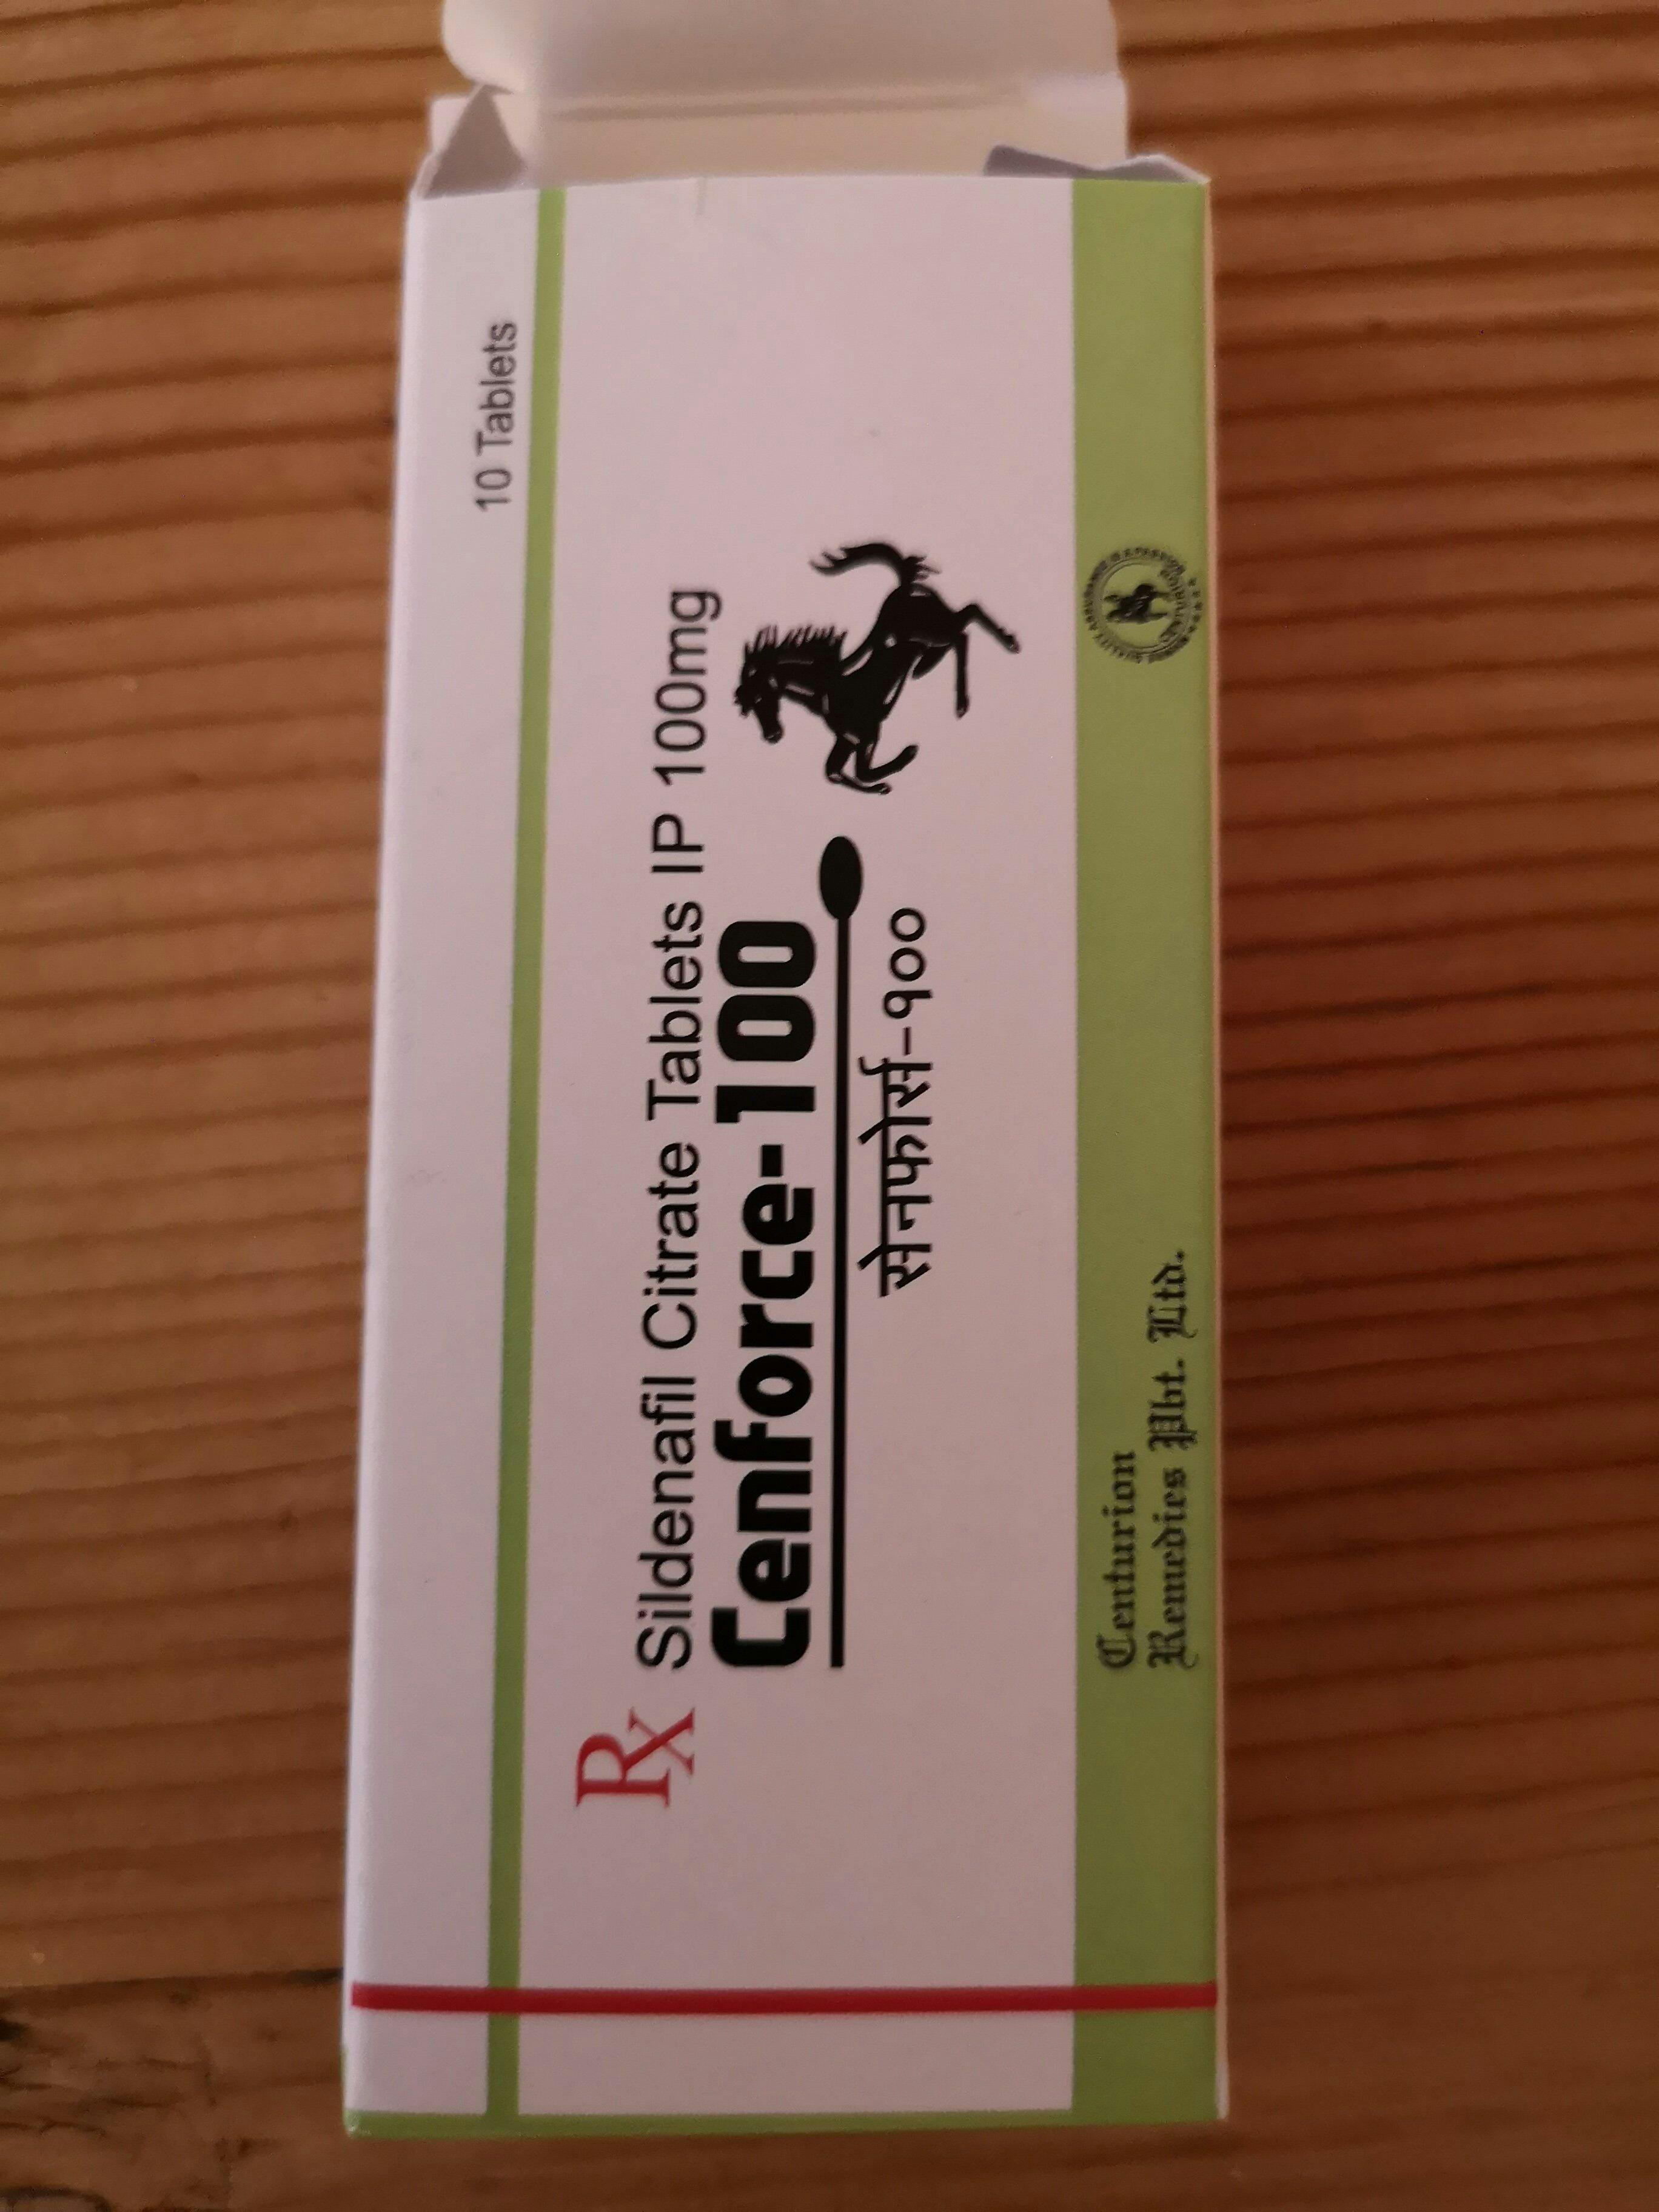 10 Tablets
Rx
Sildenafil Citrate Tablets IP 100mg
Cenforce-100
सेनफोर्स-१००
Centurion
Remedies Pvt. Ltd.